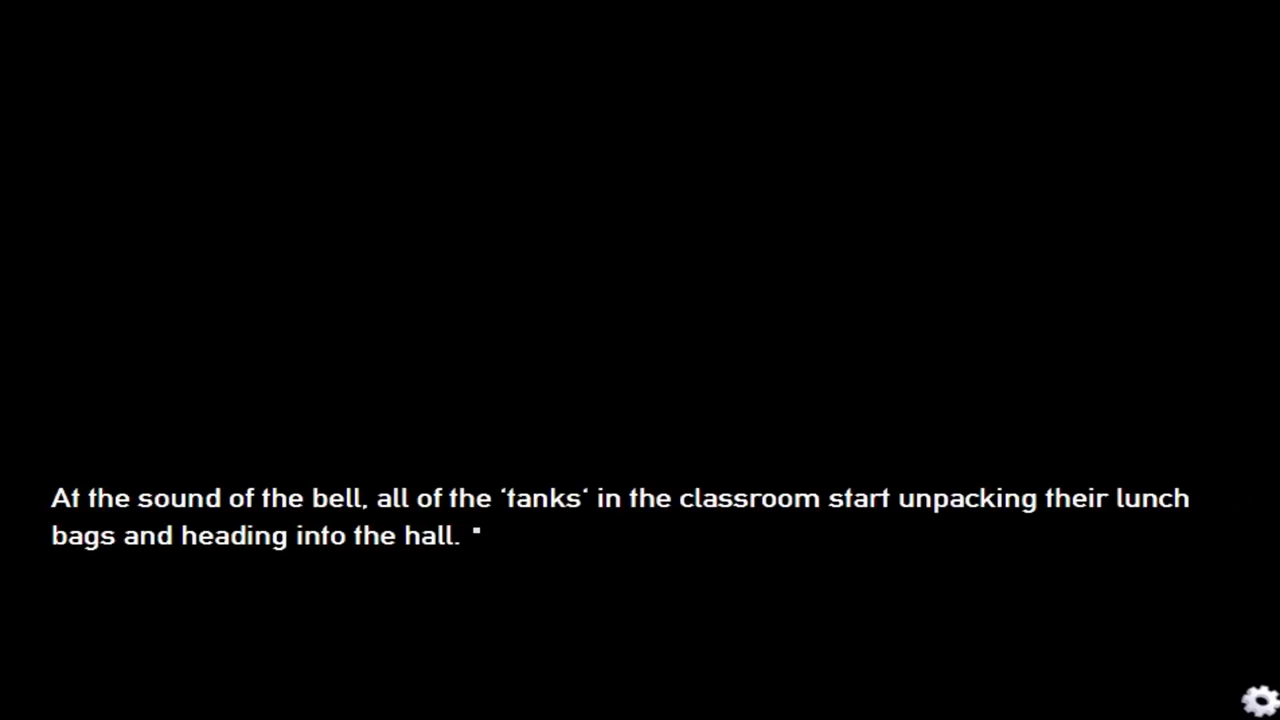 At the sound of the bell, all of the ‘tanks‘ in the classroom start unpacking their lunch
bags and heading into the hall.